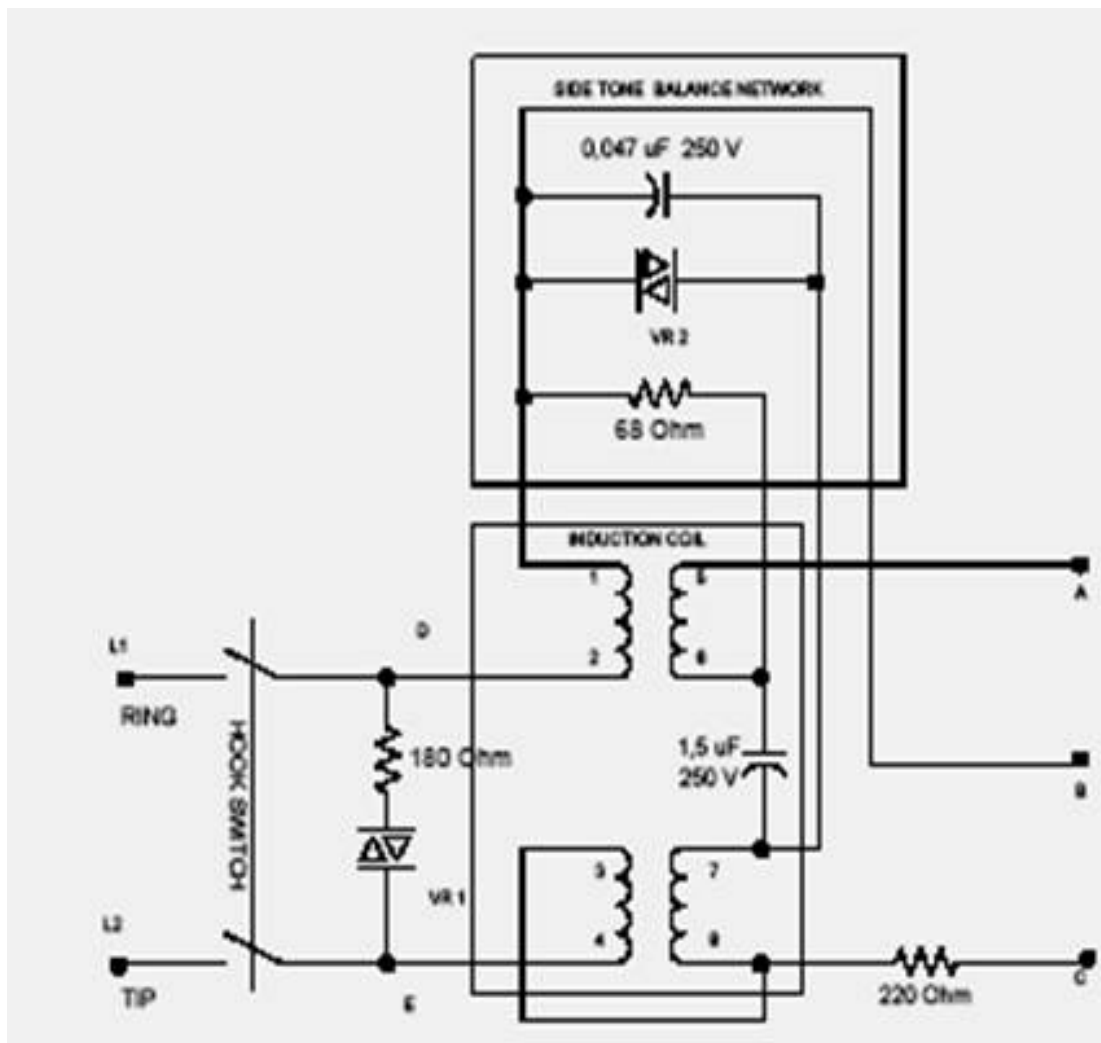 SIDE TONE BALANCE NETWORK
0,047 uF 250 V
VR 2
68 Ohm
INDUCTION COIL
1
5
A
D
L1
2
6
RING
HOOK SWITCH
180 Ohm
1,5 uF
250 V
B
3
7
VR 1
L2
4
8
C
TIP
E
220 Ohm